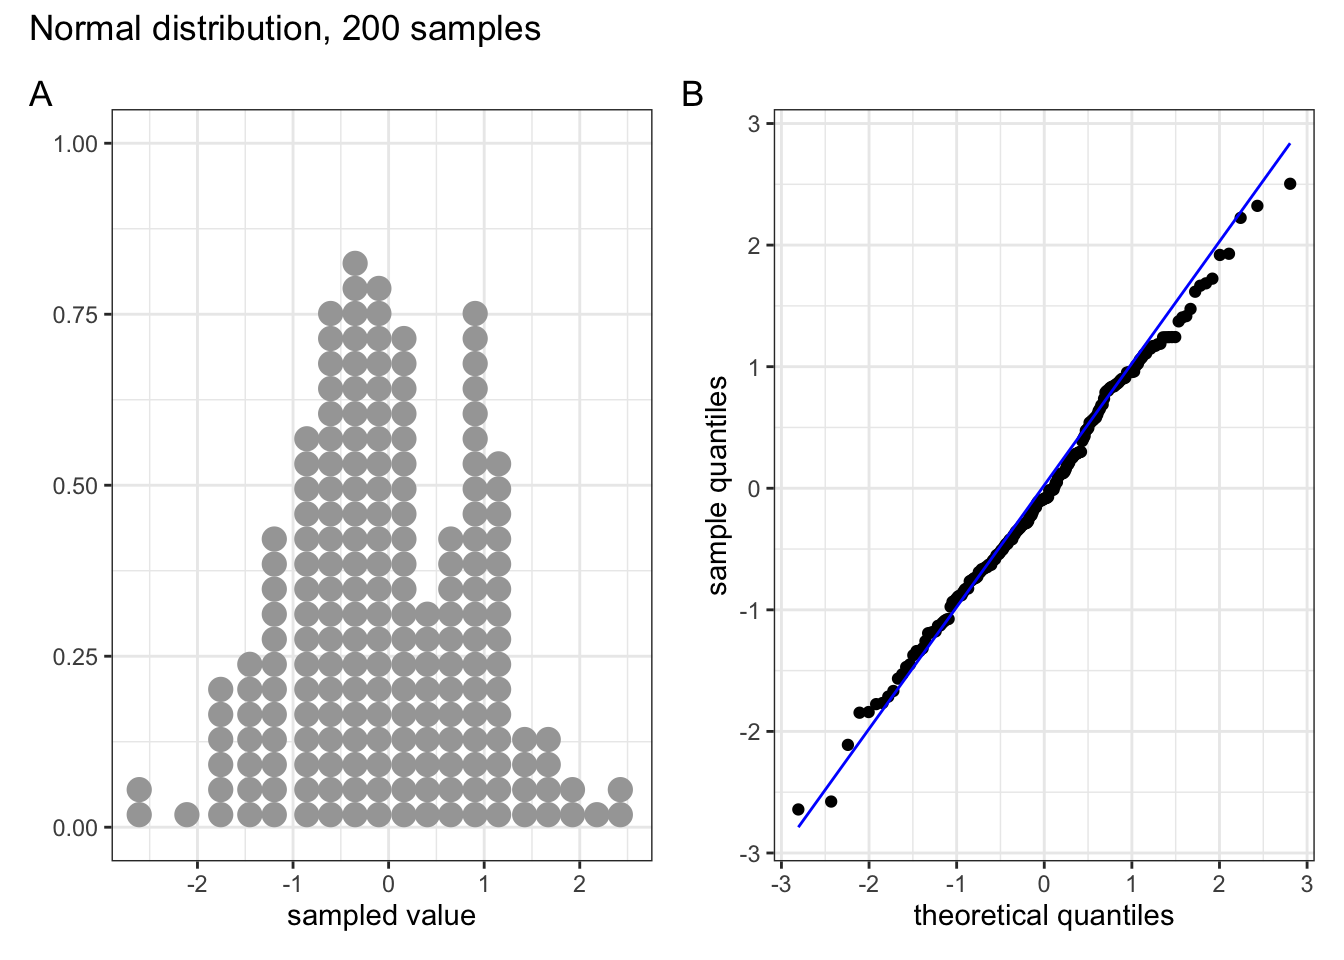 Normal distribution, 200 samples
A
1.00
0.75
0.50
0.25
0.00
-2 -1 0 1 2
sampled value
B
3
2
1
0
-1
-2
-3
sample quantiles
-3 -2 -1 0 1 2 3
theoretical quantiles